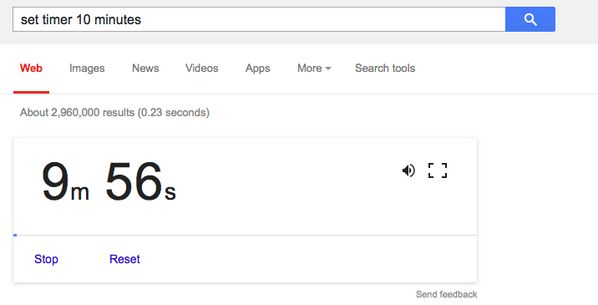 set timer 10 minutes
Web Images News Videos Apps More Search tools
About 2,960,000 results (0.23 seconds)
9m 56s
Stop Reset
Send feedback